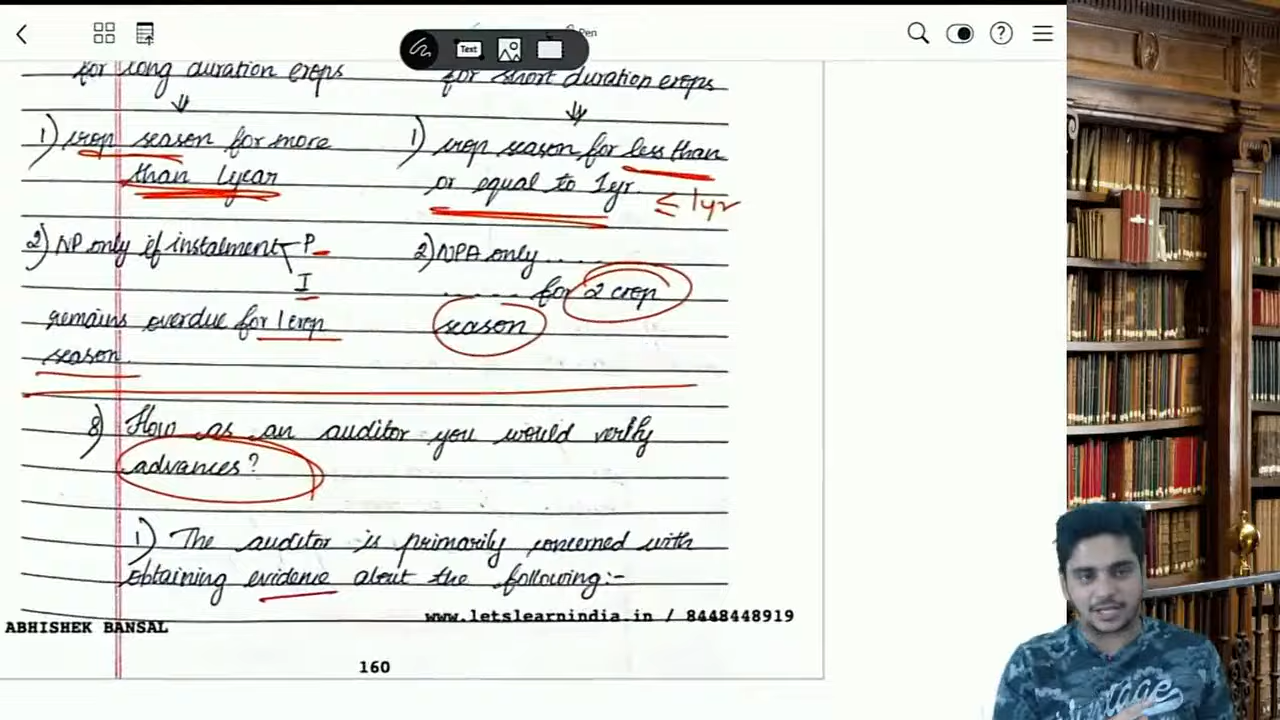 Pen
Text
for long duration crops
for short duration crops
1) crop season for more
than 1year
1) crop season for less than
or equal to 1yr
≤ 1yr
2) NP only if instalment P
I
remains overdue for 1 crop
season.
2) NPA only .....
........ for 2 crop
season
8) How as an auditor you would verify
advances?
1) The auditor is primarily concerned with
obtaining evidence about the following:-
www.letslearnindia.in / 8448448919
ABHISHEK BANSAL
160